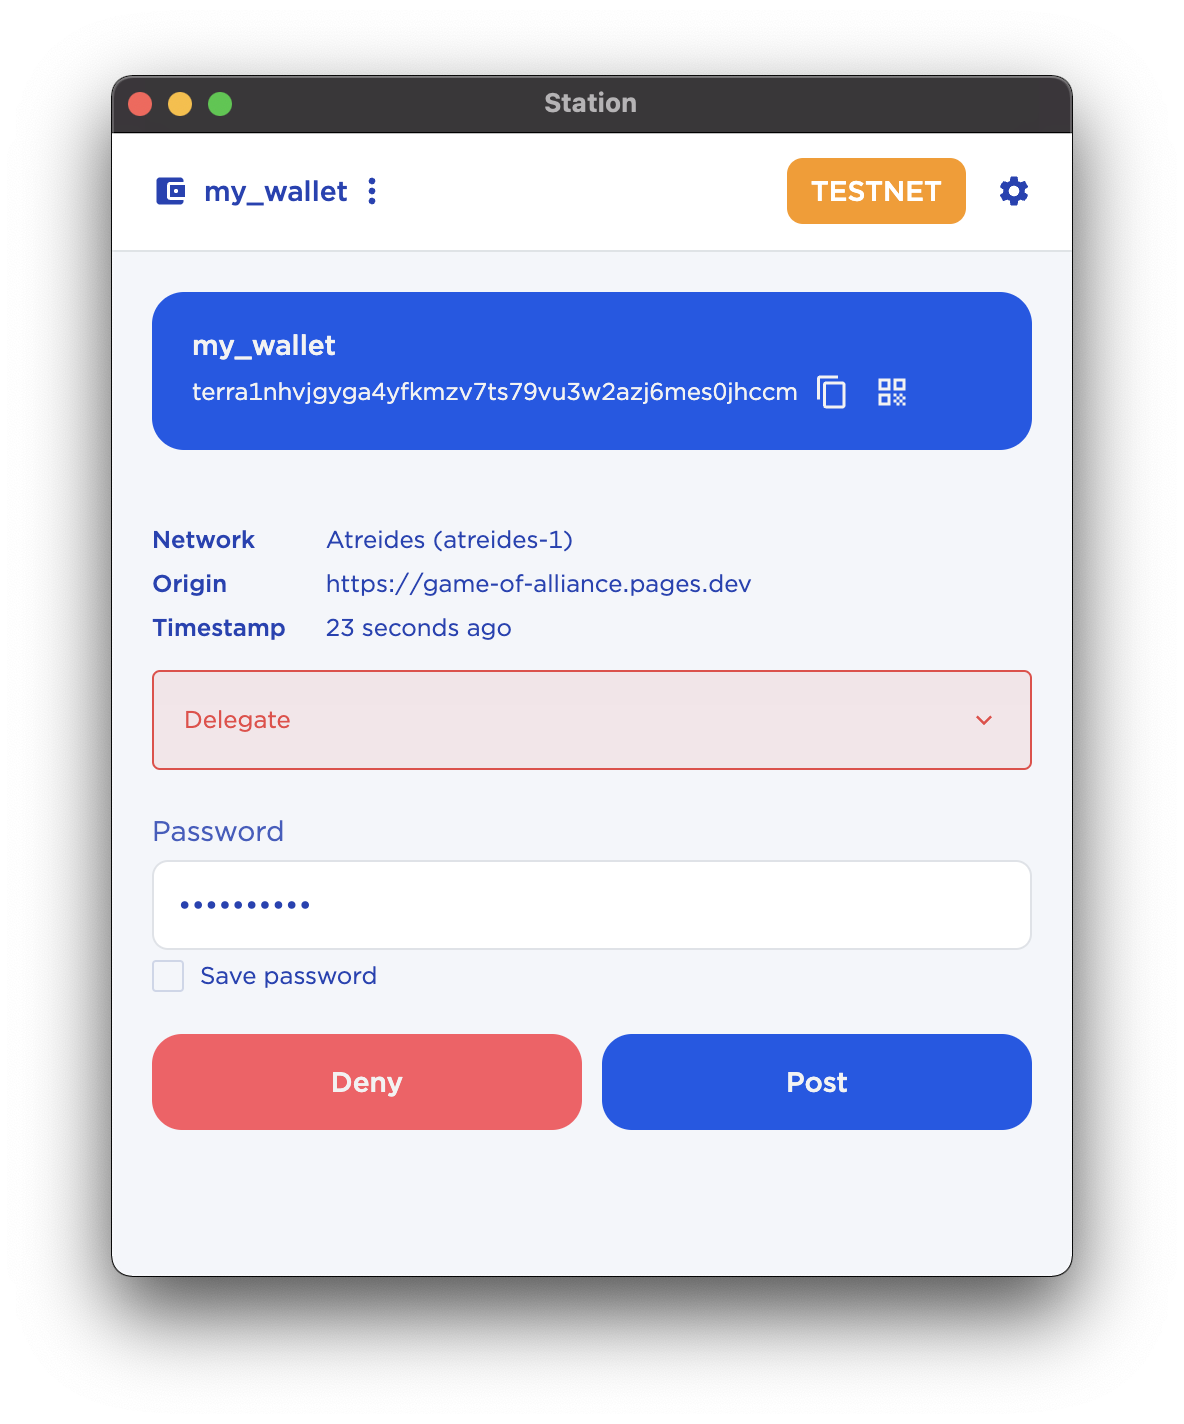 Station
my_wallet
TESTNET
my_wallet
terra1nhvjgyga4yfkmzv7ts79vu3w2azj6mes0jhccm
Network Atreides (atreides-1)
Origin https://game-of-alliance.pages.dev
Timestamp 23 seconds ago
Delegate
Password
••••••••••
Save password
Deny Post